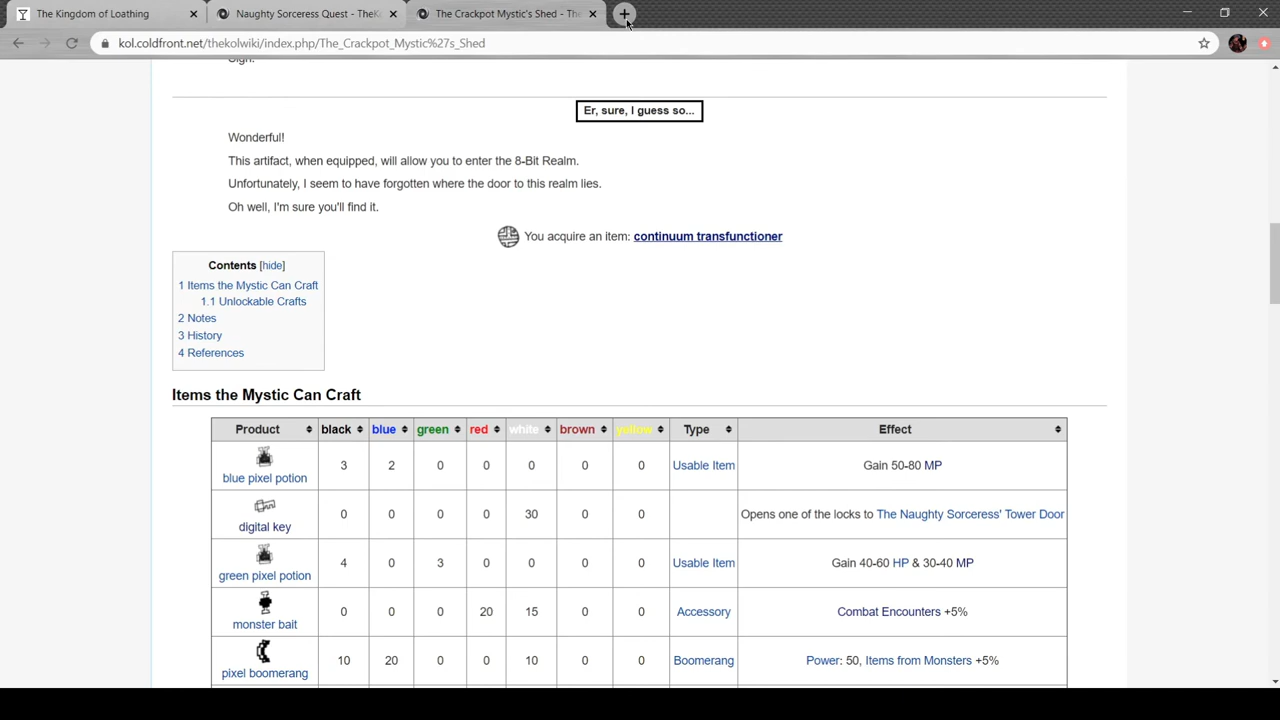 The Kingdom of Loathing
Naughty Sorceress Quest - TheK
The Crackpot Mystic's Shed - The
kol.coldfront.net/thekolwiki/index.php/The_Crackpot_Mystic%27s_Shed
Sign.
Er, sure, I guess so...
Wonderful!
This artifact, when equipped, will allow you to enter the 8-Bit Realm.
Unfortunately, I seem to have forgotten where the door to this realm lies.
Oh well, I'm sure you'll find it.
You acquire an item: continuum transfunctioner
Contents [hide]
1 Items the Mystic Can Craft
1.1 Unlockable Crafts
2 Notes
3 History
4 References
Items the Mystic Can Craft
Product black blue green red white brown yellow Type Effect
blue pixel potion 3 2 0 0 0 0 0 Usable Item Gain 50-80 MP
digital key 0 0 0 0 30 0 0 Opens one of the locks to The Naughty Sorceress' Tower Door
green pixel potion 4 0 3 0 0 0 0 Usable Item Gain 40-60 HP & 30-40 MP
monster bait 0 0 0 20 15 0 0 Accessory Combat Encounters +5%
pixel boomerang 10 20 0 0 10 0 0 Boomerang Power: 50, Items from Monsters +5%